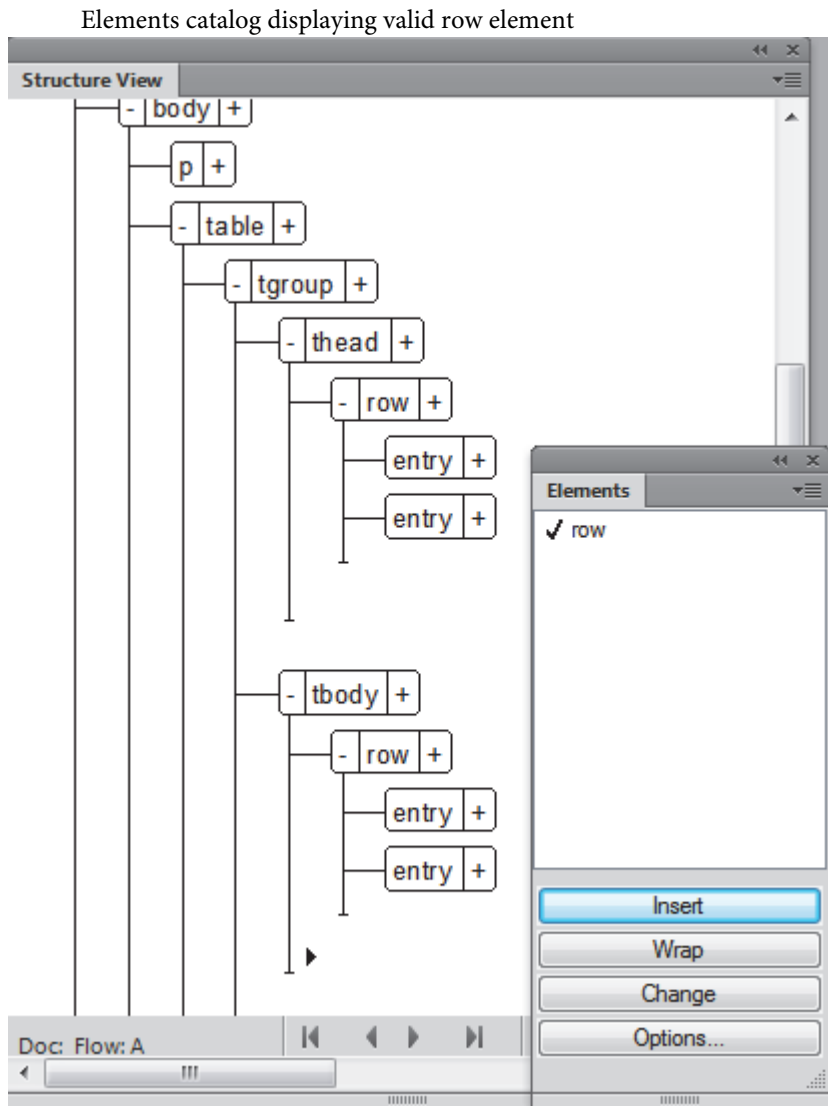 Elements catalog displaying valid row element
Structure View
- body +
p +
- table +
- tgroup +
- thead +
- row +
entry +
entry +
- tbody +
- row +
entry +
entry +
Doc: Flow: A
Elements
✓ row
Insert
Wrap
Change
Options...